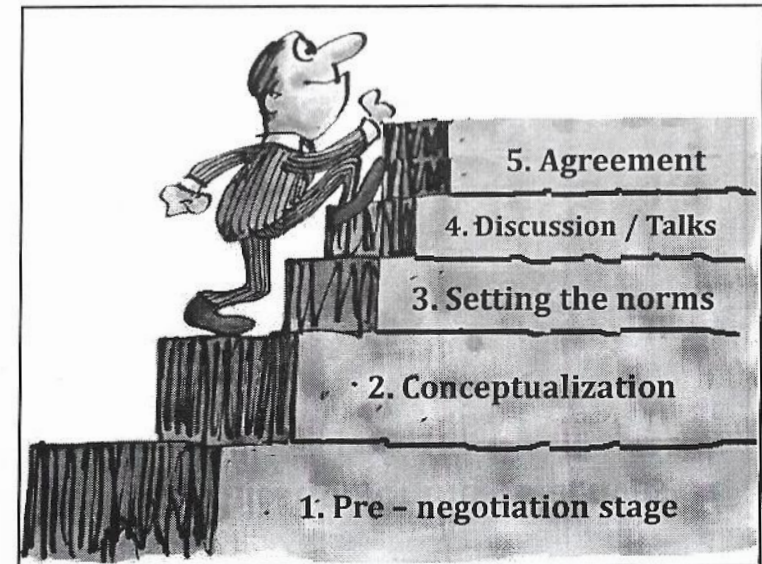 5. Agreement
4. Discussion / Talks
3. Setting the norms
2. Conceptualization
1. Pre – negotiation stage